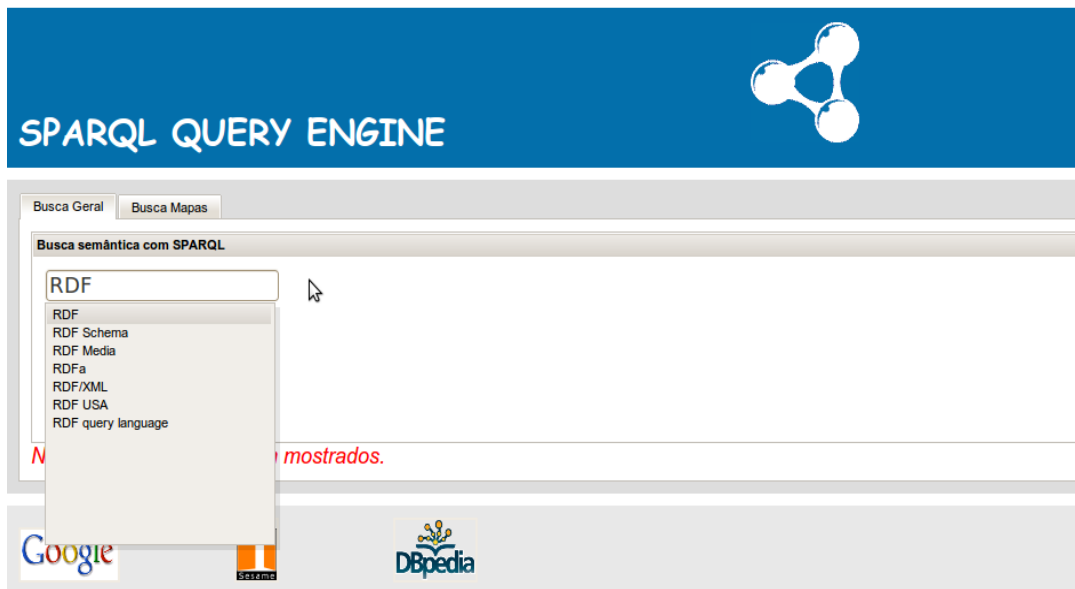 SPARQL QUERY ENGINE
Busca Geral
Busca Mapas
Busca semântica com SPARQL
RDF
RDF
RDF Schema
RDF Media
RDFa
RDF/XML
RDF USA
RDF query language
N mostrados.
Google
Sesame
DBpedia